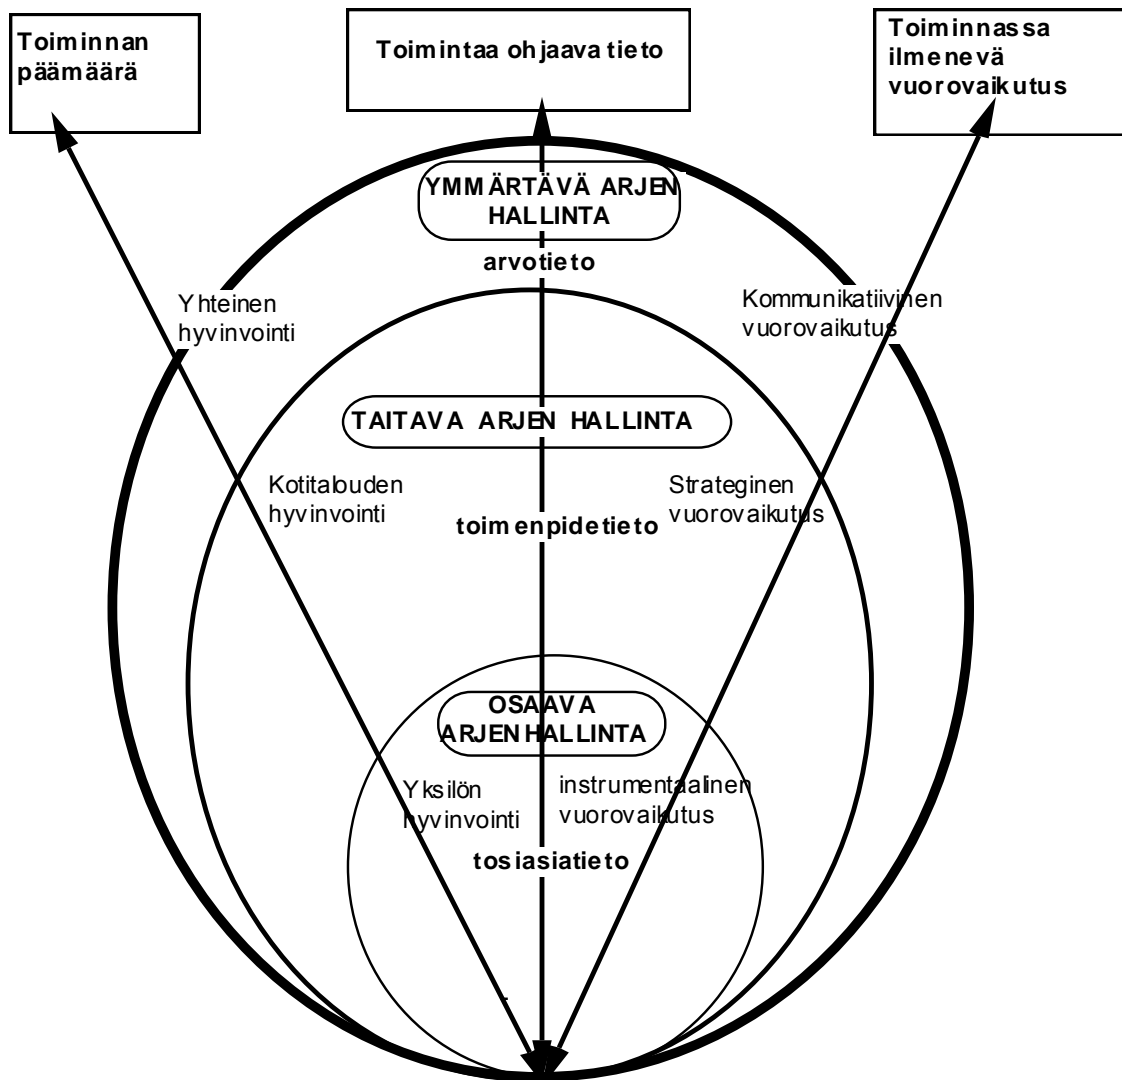 Toiminnan
päämäärä
Toimintaa ohjaava tieto
Toiminnassa
ilmenevä
vuorovaikutus
YMMÄRTÄVÄ ARJEN
HALLINTA
arvotieto
Yhteinen
hyvinvointi
Kommunikatiivinen
vuorovaikutus
TAITAVA ARJEN HALLINTA
Kotitalouden
hyvinvointi
Strateginen
vuorovaikutus
toimenpidetieto
OSAAVA
ARJEN HALLINTA
Yksilön
hyvinvointi
instrumentaalinen
vuorovaikutus
tosiasiatieto